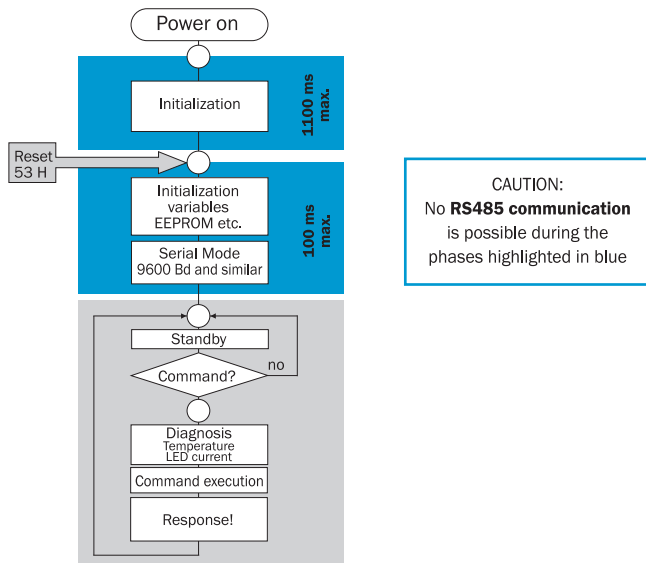 Power on
Initialization
1100 ms
max.
Reset
53 H
Initialization
variables
EEPROM etc.
Serial Mode
9600 Bd and similar
100 ms
max.
CAUTION:
No RS485 communication
is possible during the
phases highlighted in blue
Standby
Command?
no
Diagnosis
Temperature
LED current
Command execution
Response!